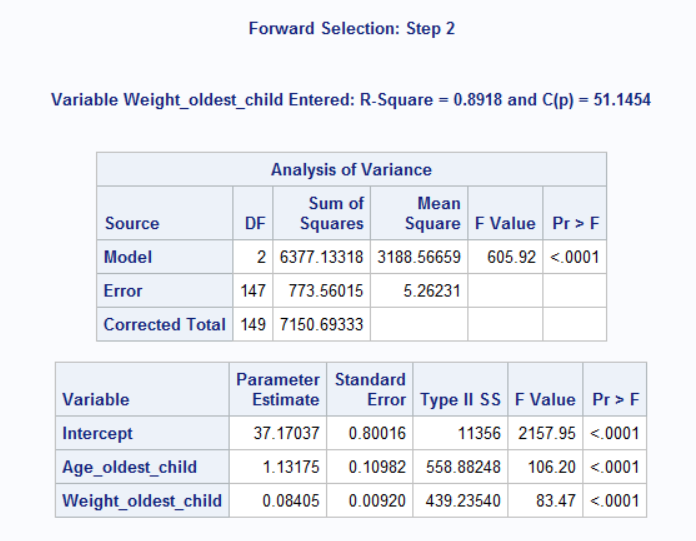 Forward Selection: Step 2
Variable Weight_oldest_child Entered: R-Square = 0.8918 and C(p) = 51.1454
Analysis of Variance
Source DF Sum of Squares Mean Square F Value Pr > F
Model 2 6377.13318 3188.56659 605.92 <.0001
Error 147 773.56015 5.26231
Corrected Total 149 7150.69333
Variable Parameter Estimate Standard Error Type II SS F Value Pr > F
Intercept 37.17037 0.80016 11356 2157.95 <.0001
Age_oldest_child 1.13175 0.10982 558.88248 106.20 <.0001
Weight_oldest_child 0.08405 0.00920 439.23540 83.47 <.0001